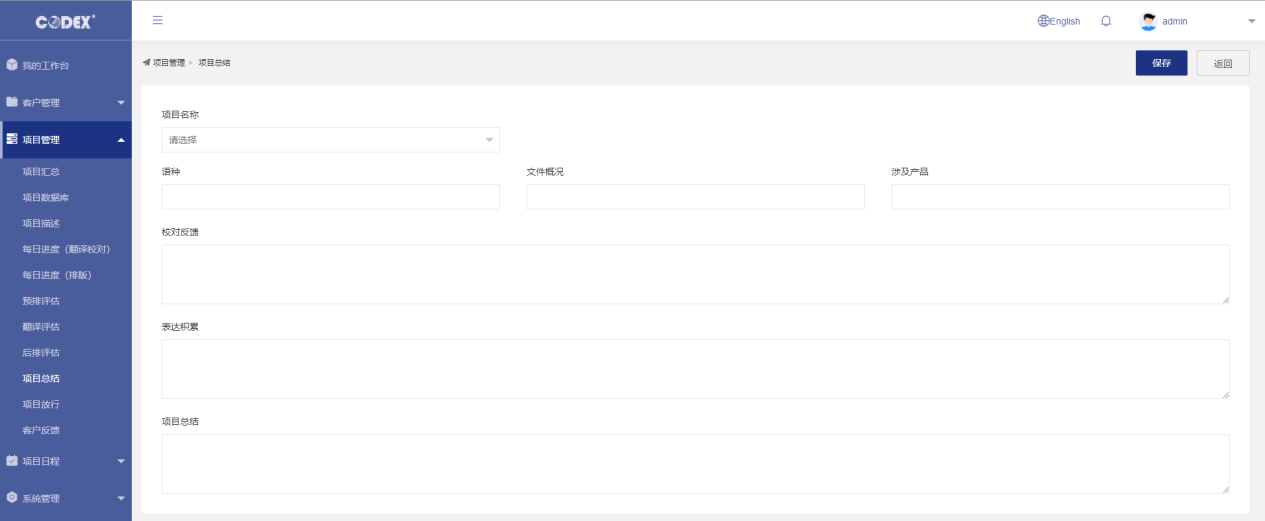 CODEX®
English
admin
我的工作台
客户管理
项目管理
项目汇总
项目数据库
项目描述
每日进度（翻译校对）
每日进度（排版）
预排评估
翻译评估
后排评估
项目总结
项目放行
客户反馈
项目日程
系统管理
项目管理 > 项目总结
保存
返回
项目名称
请选择
语种
文件概况
涉及产品
校对反馈
表达积累
项目总结